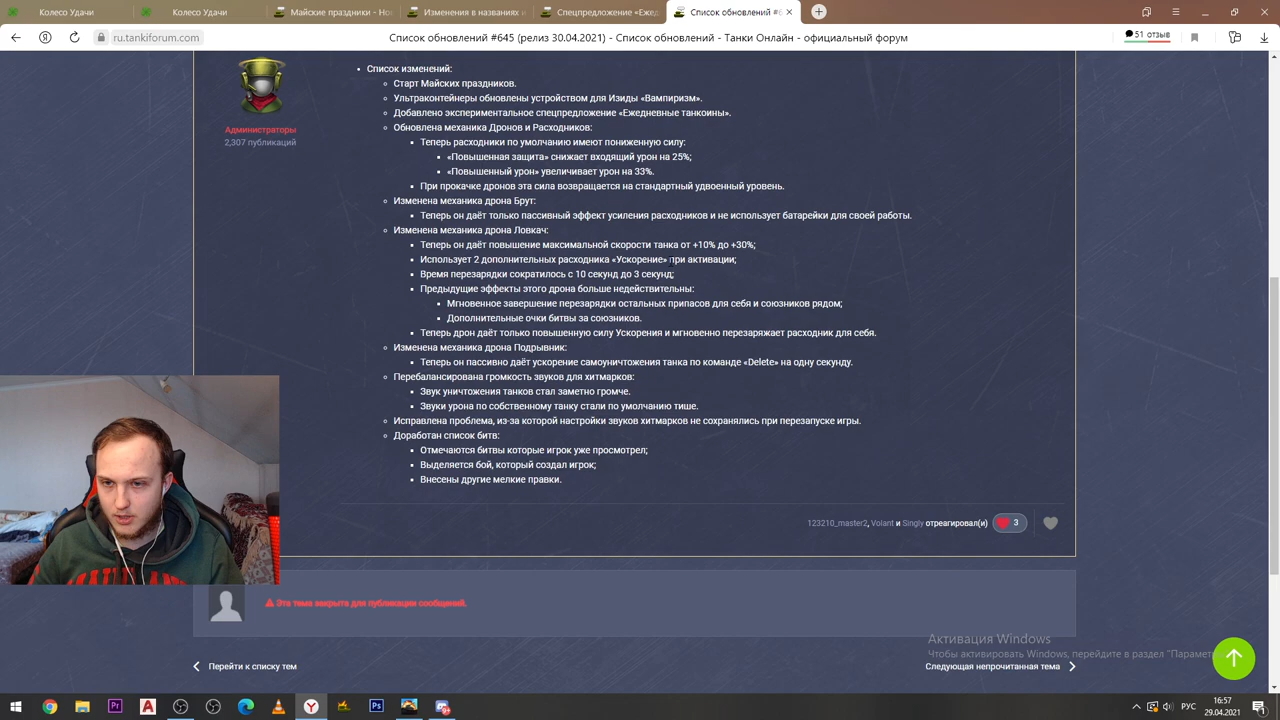 Колесо Удачи
Колесо Удачи
Майские праздники - Но
Изменения в названиях и
Спецпредложение «Ежед
Список обновлений #6
ru.tankiforum.com
Список обновлений #645 (релиз 30.04.2021) - Список обновлений - Танки Онлайн - официальный форум
51 отзыв
Администраторы
2,307 публикаций
Список изменений:
Старт Майских праздников.
Ультраконтейнеры обновлены устройством для Изиды «Вампиризм».
Добавлено экспериментальное спецпредложение «Ежедневные танкоины».
Обновлена механика Дронов и Расходников:
Теперь расходники по умолчанию имеют пониженную силу:
«Повышенная защита» снижает входящий урон на 25%;
«Повышенный урон» увеличивает урон на 33%.
При прокачке дронов эта сила возвращается на стандартный удвоенный уровень.
Изменена механика дрона Брут:
Теперь он даёт только пассивный эффект усиления расходников и не использует батарейки для своей работы.
Изменена механика дрона Ловкач:
Теперь он даёт повышение максимальной скорости танка от +10% до +30%;
Использует 2 дополнительных расходника «Ускорение» при активации;
Время перезарядки сократилось с 10 секунд до 3 секунд;
Предыдущие эффекты этого дрона больше недействительны:
Мгновенное завершение перезарядки остальных припасов для себя и союзников рядом;
Дополнительные очки битвы за союзников.
Теперь дрон даёт только повышенную силу Ускорения и мгновенно перезаряжает расходник для себя.
Изменена механика дрона Подрывник:
Теперь он пассивно даёт ускорение самоуничтожения танка по команде «Delete» на одну секунду.
Перебалансирована громкость звуков для хитмарков:
Звук уничтожения танков стал заметно громче.
Звуки урона по собственному танку стали по умолчанию тише.
Исправлена проблема, из-за которой настройки звуков хитмарков не сохранялись при перезапуске игры.
Доработан список битв:
Отмечаются битвы которые игрок уже просмотрел;
Выделяется бой, который создал игрок;
Внесены другие мелкие правки.
123210_master2, Volant и Singly отреагировал(и) 3
Эта тема закрыта для публикации сообщений.
Активация Windows
Чтобы активировать Windows, перейдите в раздел "Парамет
Перейти к списку тем
Следующая непрочитанная тема
16:57
РУС
29.04.2021